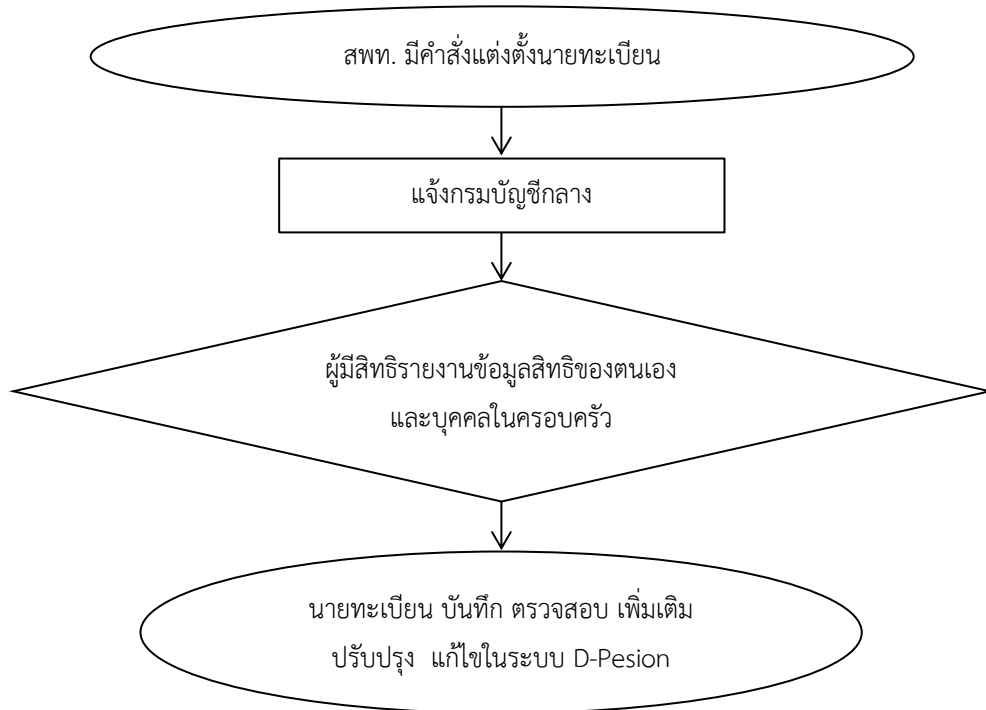 สพท. มีคำสั่งแต่งตั้งนายทะเบียน
แจ้งกรมบัญชีกลาง
ผู้มีสิทธิรายงานข้อมูลสิทธิของตนเอง
และบุคคลในครอบครัว
นายทะเบียน บันทึก ตรวจสอบ เพิ่มเติม
ปรับปรุง  แก้ไขในระบบ D-Pesion